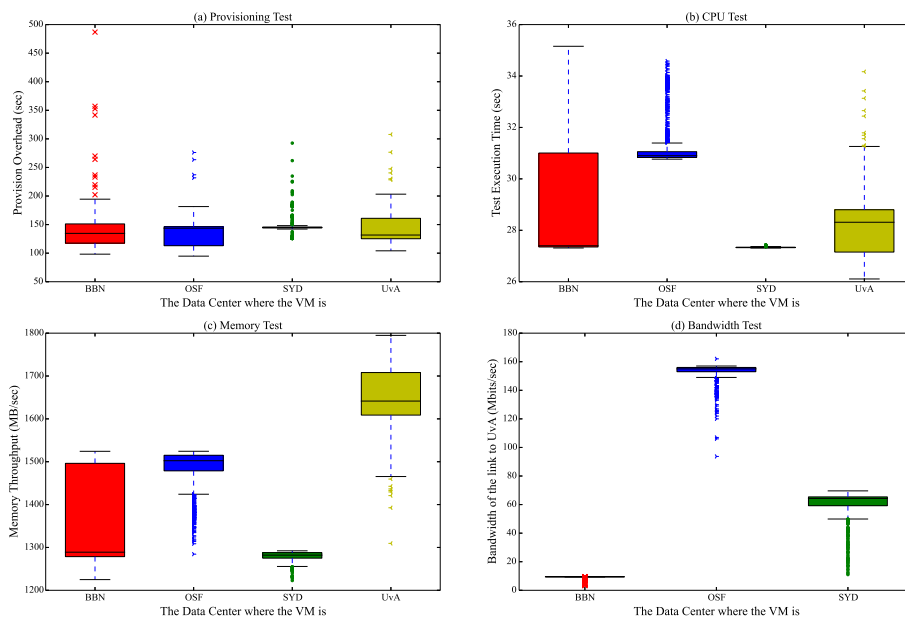 (a) Provisioning Test
500
450
400
350
300
250
200
150
100
50
Provision Overhead (sec)
BBN OSF SYD UvA
The Data Center where the VM is
(b) CPU Test
36
34
32
30
28
26
Test Execution Time (sec)
BBN OSF SYD UvA
The Data Center where the VM is
(c) Memory Test
1800
1700
1600
1500
1400
1300
1200
Memory Throughput (MB/sec)
BBN OSF SYD UvA
The Data Center where the VM is
(d) Bandwidth Test
180
160
140
120
100
80
60
40
20
0
Bandwidth of the link to UvA (Mbits/sec)
BBN OSF SYD
The Data Center where the VM is